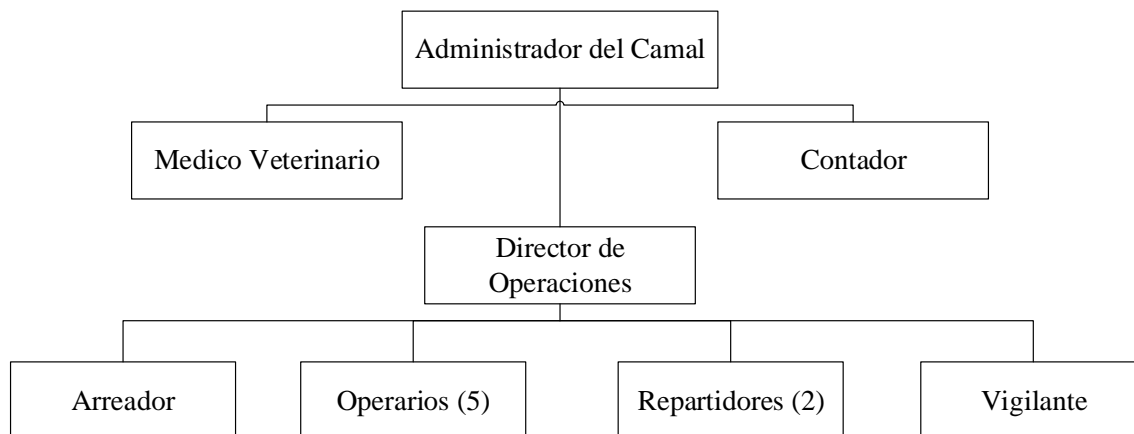 Administrador del Camal
Medico Veterinario
Contador
Director de
Operaciones
Arreador
Operarios (5)
Repartidores (2)
Vigilante